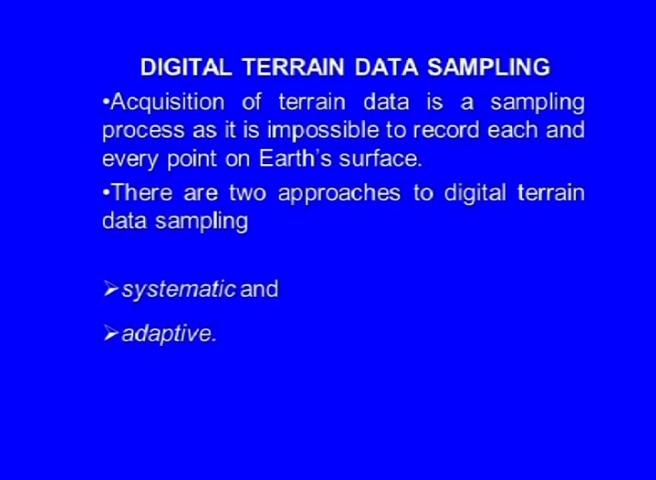 DIGITAL TERRAIN DATA SAMPLING
•Acquisition of terrain data is a sampling
process as it is impossible to record each and
every point on Earth's surface.
•There are two approaches to digital terrain
data sampling
➢systematic and
➢adaptive.